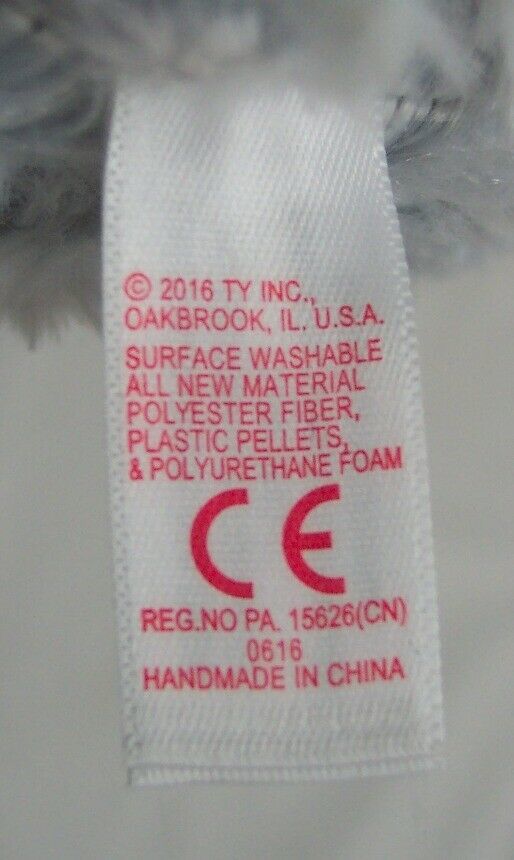 © 2016 TY INC.,
OAKBROOK, IL. U.S.A.
SURFACE WASHABLE
ALL NEW MATERIAL
POLYESTER FIBER,
PLASTIC PELLETS,
& POLYURETHANE FOAM
CE
REG.NO PA. 15626(CN)
0616
HANDMADE IN CHINA